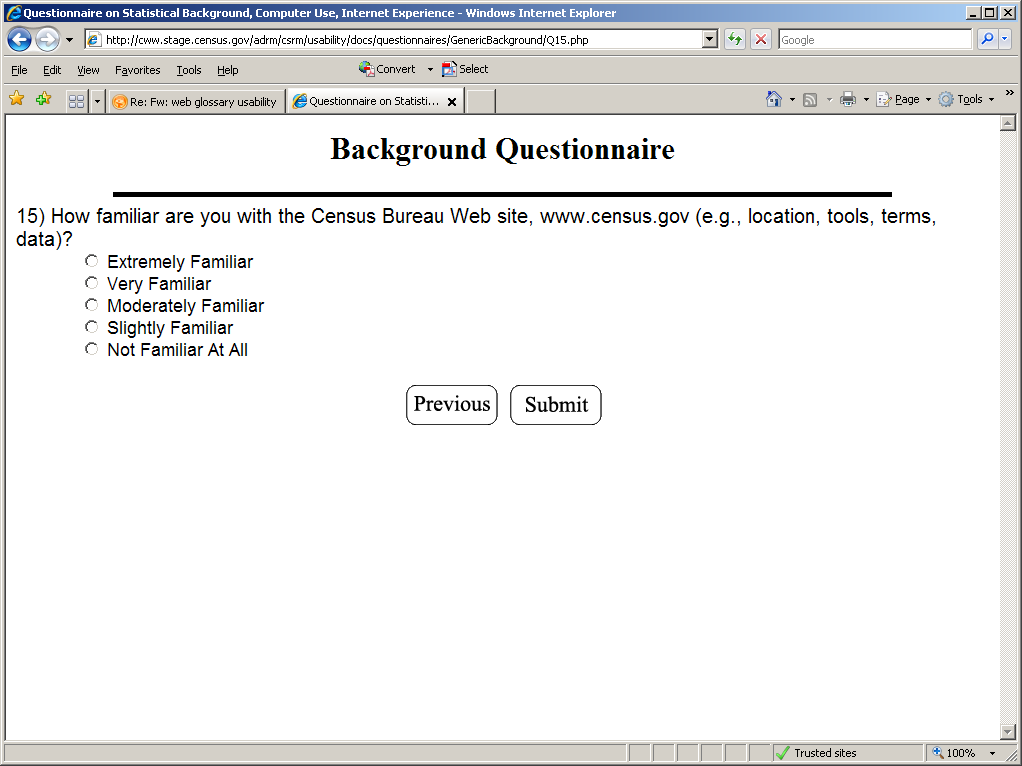 Questionnaire on Statistical Background, Computer Use, Internet Experience - Windows Internet Explorer
http://cww.stage.census.gov/adrm/csrm/usability/docs/questionnaires/GenericBackground/Q15.php
Google
File Edit View Favorites Tools Help Convert Select
Re: Fw: web glossary usability Questionnaire on Statisti... Page Tools »
Background Questionnaire
15) How familiar are you with the Census Bureau Web site, www.census.gov (e.g., location, tools, terms,
data)?
Extremely Familiar
Very Familiar
Moderately Familiar
Slightly Familiar
Not Familiar At All
Previous Submit
Trusted sites 100%